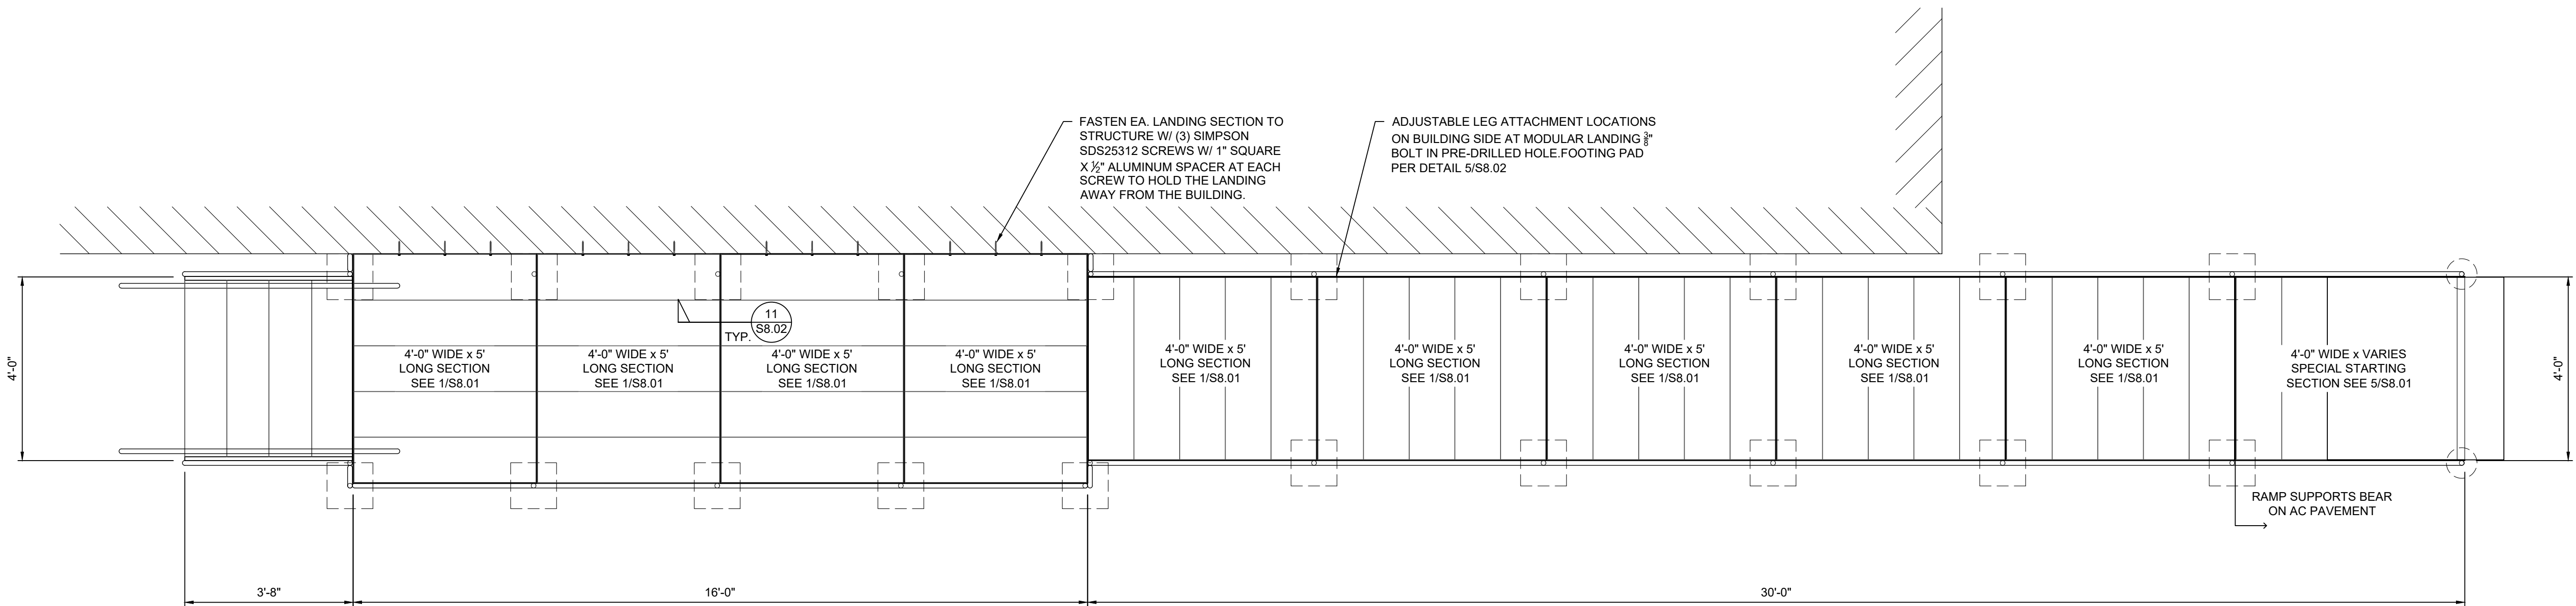 FASTEN EA. LANDING SECTION TO
STRUCTURE W/ (3) SIMPSON
SDS25312 SCREWS W/ 1" SQUARE
X ½" ALUMINUM SPACER AT EACH
SCREW TO HOLD THE LANDING
AWAY FROM THE BUILDING.
ADJUSTABLE LEG ATTACHMENT LOCATIONS
ON BUILDING SIDE AT MODULAR LANDING ⅜"
BOLT IN PRE-DRILLED HOLE.FOOTING PAD
PER DETAIL 5/S8.02
11
S8.02
TYP.
4'-0"
4'-0" WIDE x 5'
LONG SECTION
SEE 1/S8.01
4'-0" WIDE x 5'
LONG SECTION
SEE 1/S8.01
4'-0" WIDE x 5'
LONG SECTION
SEE 1/S8.01
4'-0" WIDE x 5'
LONG SECTION
SEE 1/S8.01
4'-0" WIDE x 5'
LONG SECTION
SEE 1/S8.01
4'-0" WIDE x 5'
LONG SECTION
SEE 1/S8.01
4'-0" WIDE x 5'
LONG SECTION
SEE 1/S8.01
4'-0" WIDE x 5'
LONG SECTION
SEE 1/S8.01
4'-0" WIDE x 5'
LONG SECTION
SEE 1/S8.01
4'-0" WIDE x VARIES
SPECIAL STARTING
SECTION SEE 5/S8.01
4'-0"
RAMP SUPPORTS BEAR
ON AC PAVEMENT
3'-8"
16'-0"
30'-0"